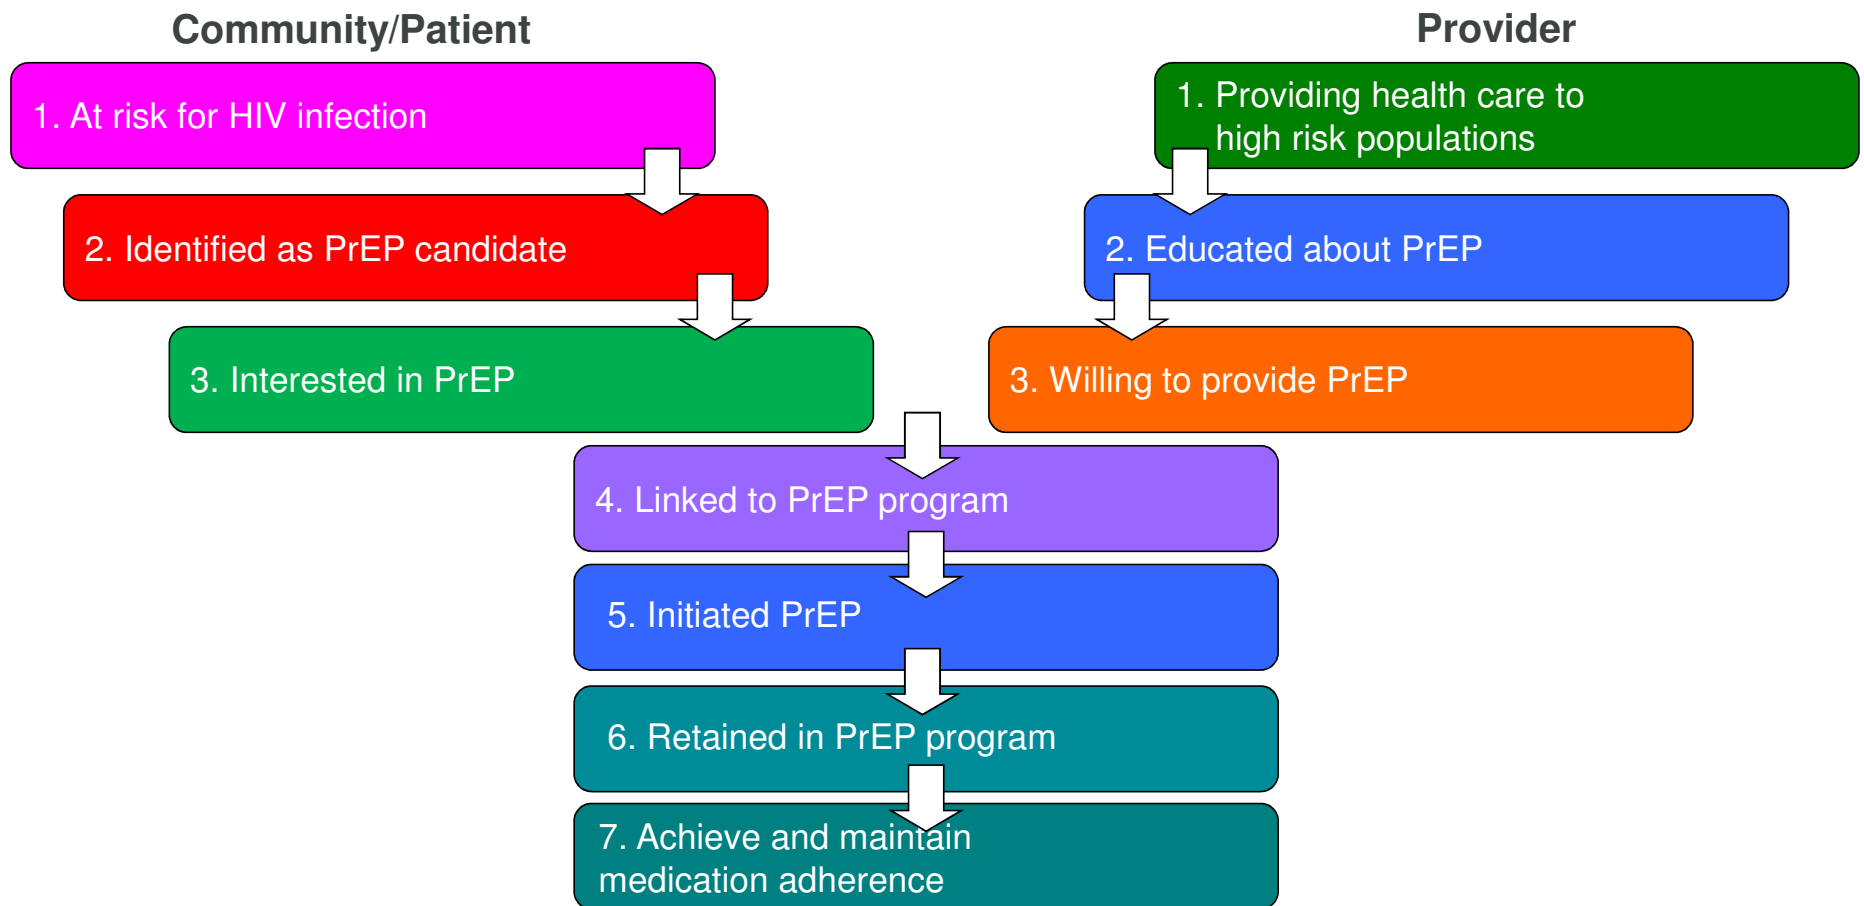 Community/Patient
Provider
1. At risk for HIV infection
1. Providing health care to
high risk populations
2. Identified as PrEP candidate
2. Educated about PrEP
3. Interested in PrEP
3. Willing to provide PrEP
4. Linked to PrEP program
5. Initiated PrEP
6. Retained in PrEP program
7. Achieve and maintain
medication adherence